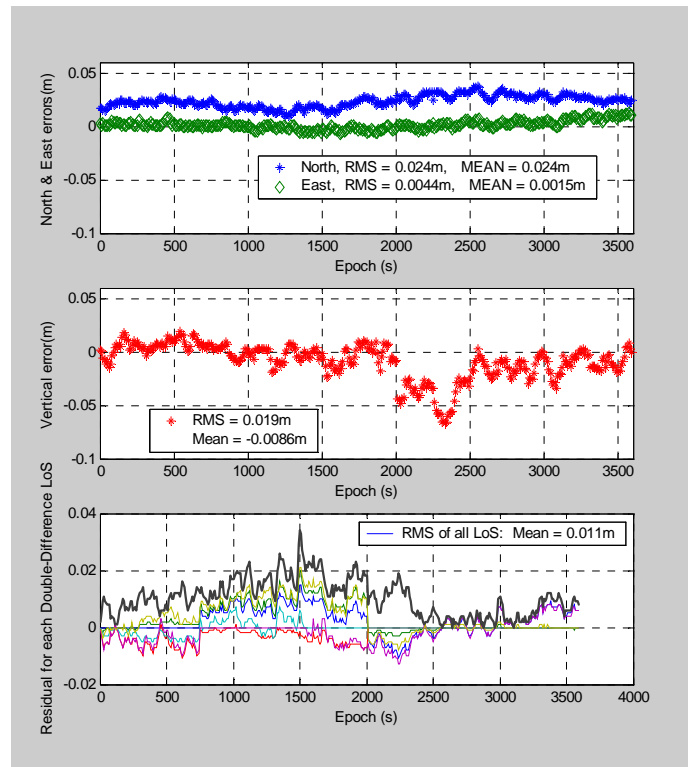 North & East errors(m)
0.05
0
-0.05
-0.1
0 500 1000 1500 2000 2500 3000 3500
Epoch (s)
North, RMS = 0.024m, MEAN = 0.024m
East, RMS = 0.0044m, MEAN = 0.0015m
Vertical error(m)
0.05
0
-0.05
-0.1
0 500 1000 1500 2000 2500 3000 3500
Epoch (s)
RMS = 0.019m
Mean = -0.0086m
Residual for each Double-Difference LoS
0.04
0.02
0
-0.02
0 500 1000 1500 2000 2500 3000 3500 4000
Epoch (s)
RMS of all LoS: Mean = 0.011m